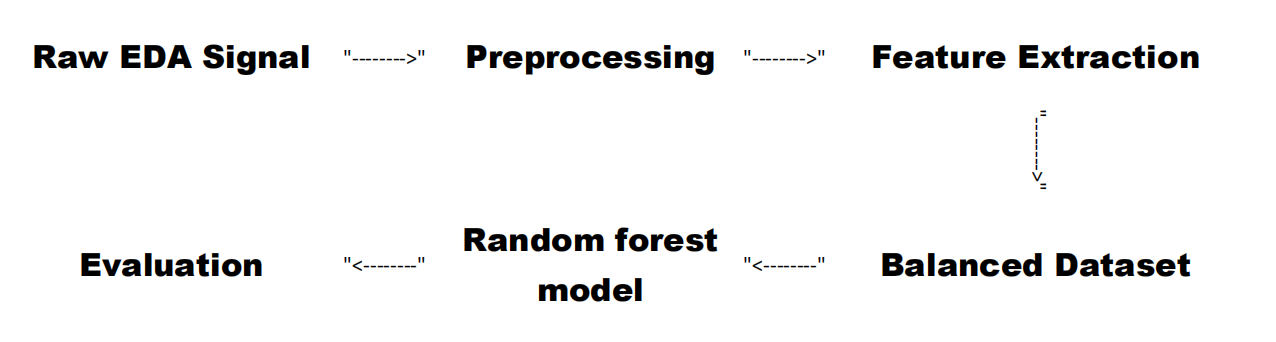 Raw EDA Signal "-------->" Preprocessing "-------->" Feature Extraction
"-------->"
Evaluation "<--------" Random forest
model "<--------" Balanced Dataset